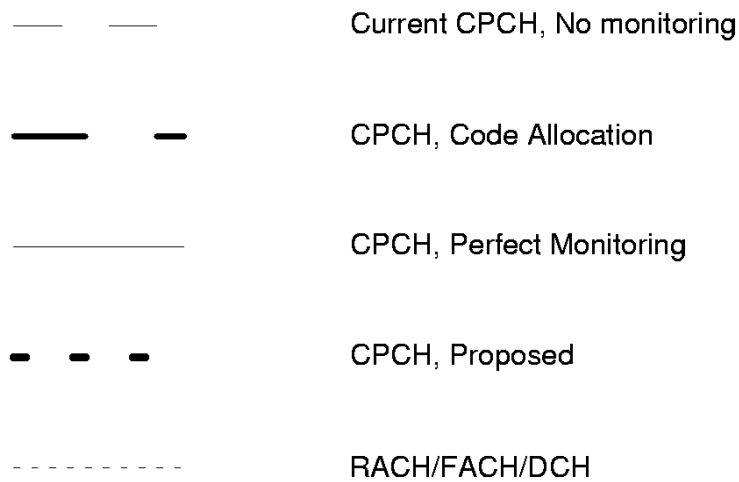 Current CPCH, No monitoring
CPCH, Code Allocation
CPCH, Perfect Monitoring
CPCH, Proposed
RACH/FACH/DCH